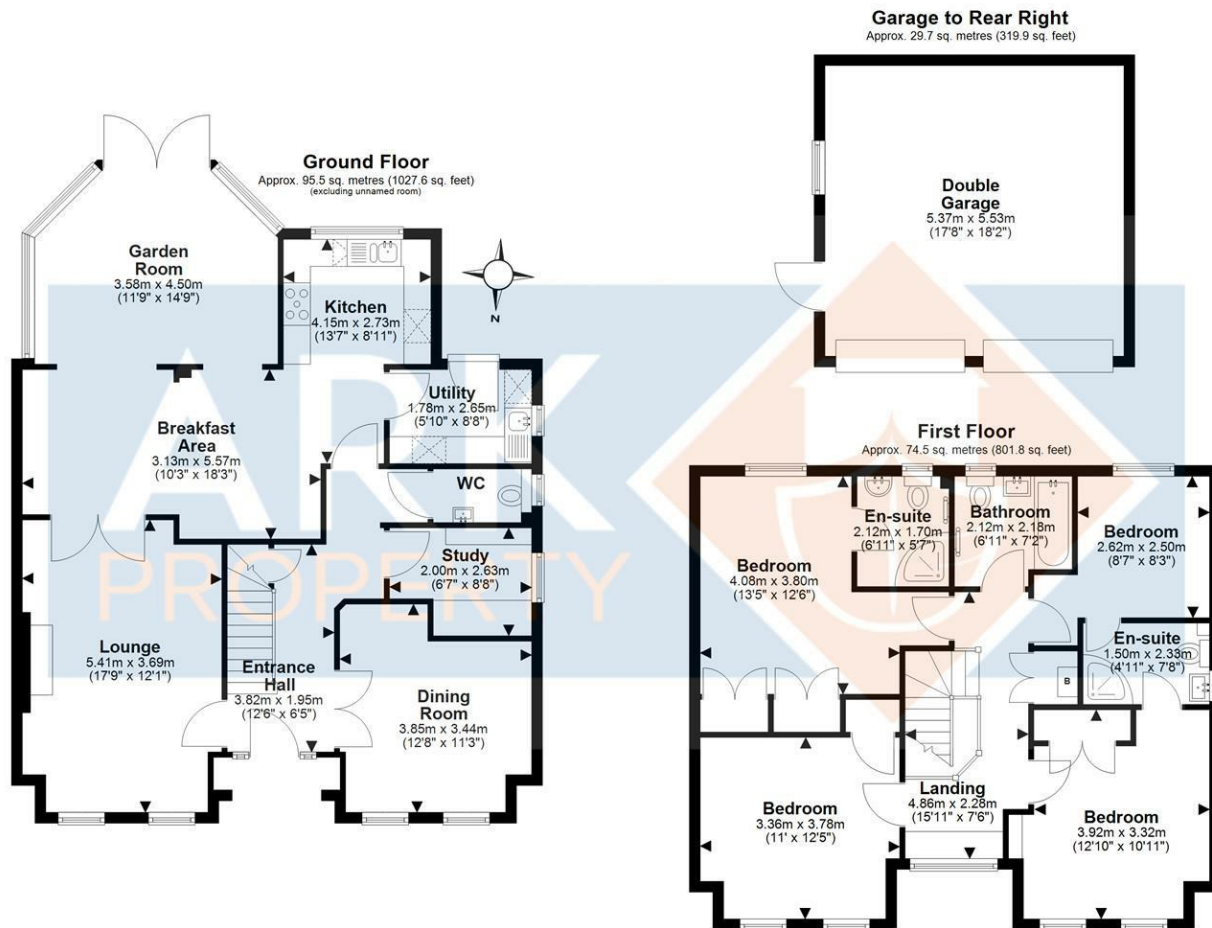 Garage to Rear Right
Approx. 29.7 sq. metres (319.9 sq. feet)
Double
Garage
5.37m x 5.53m
(17'8" x 18'2")
Ground Floor
Approx. 95.5 sq. metres (1027.6 sq. feet)
(excluding unnamed room)
Garden
Room
3.58m x 4.50m
(11'9" x 14'9")
Kitchen
4.15m x 2.73m
(13'7" x 8'11")
N
Utility
1.78m x 2.65m
(5'10" x 8'8")
Breakfast
Area
3.13m x 5.57m
(10'3" x 18'3")
WC
Study
2.00m x 2.63m
(6'7" x 8'8")
Lounge
5.41m x 3.69m
(17'9" x 12'1")
Entrance
Hall
3.82m x 1.95m
(12'6" x 6'5")
Dining
Room
3.85m x 3.44m
(12'8" x 11'3")
First Floor
Approx. 74.5 sq. metres (801.8 sq. feet)
Bedroom
4.08m x 3.80m
(13'5" x 12'6")
En-suite
2.12m x 1.70m
(6'11" x 5'7")
Bathroom
2.12m x 2.18m
(6'11" x 7'2")
Bedroom
2.62m x 2.50m
(8'7" x 8'3")
En-suite
1.50m x 2.33m
(4'11" x 7'8")
B
Bedroom
3.36m x 3.78m
(11' x 12'5")
Landing
4.86m x 2.28m
(15'11" x 7'6")
Bedroom
3.92m x 3.32m
(12'10" x 10'11")
ARK
PROPERTY